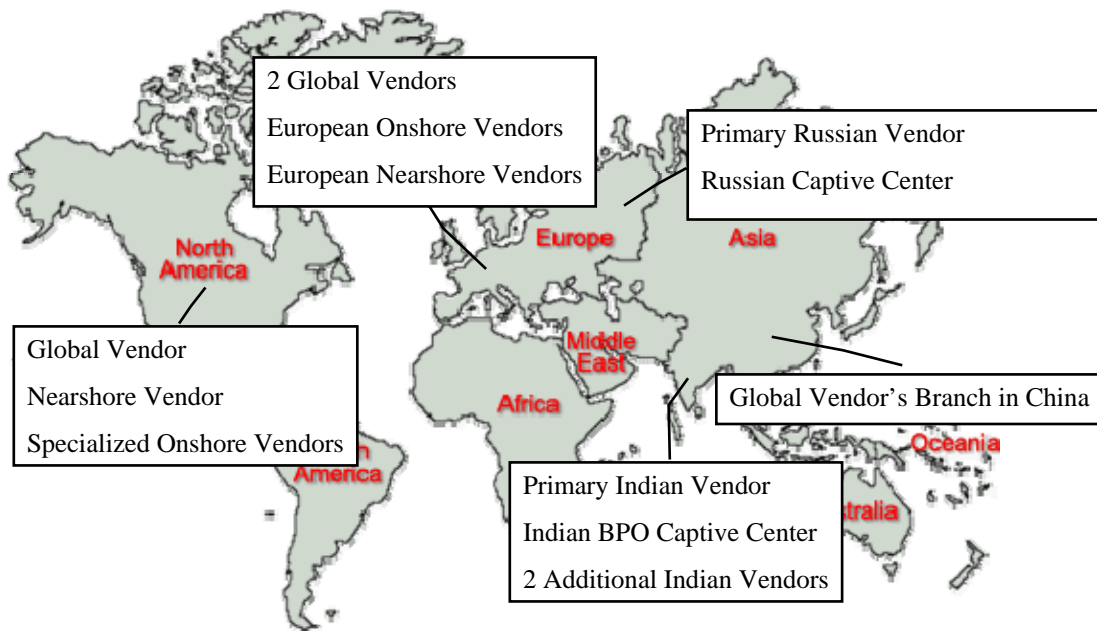 2 Global Vendors
European Onshore Vendors
European Nearshore Vendors
Primary Russian Vendor
Russian Captive Center
North
America
Europe
Asia
Global Vendor
Nearshore Vendor
Specialized Onshore Vendors
Middle
East
Africa
Global Vendor’s Branch in China
Oceania
America
Primary Indian Vendor
Indian BPO Captive Center
2 Additional Indian Vendors